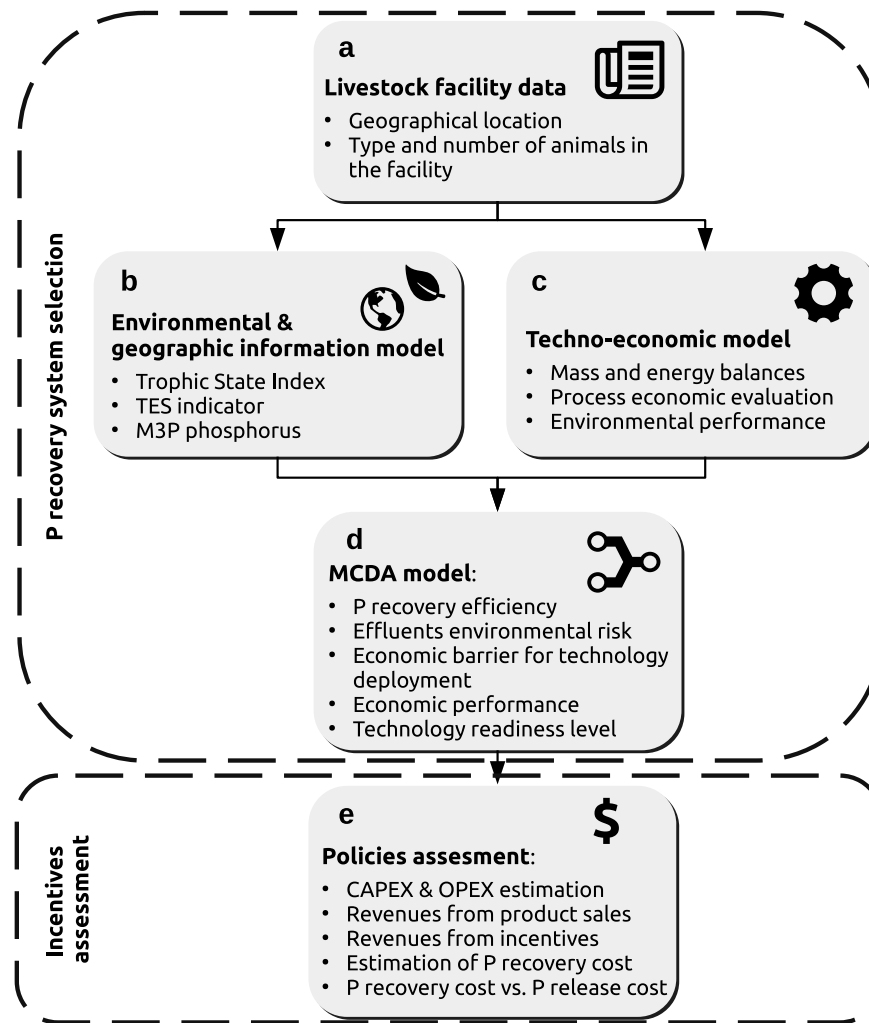 a
Livestock facility data
• Geographical location
• Type and number of animals in
the facility
P recovery system selection
b
Environmental &
geographic information model
• Trophic State Index
• TES indicator
• M3P phosphorus
c
Techno-economic model
• Mass and energy balances
• Process economic evaluation
• Environmental performance
d
MCDA model:
• P recovery efficiency
• Effluents environmental risk
• Economic barrier for technology
deployment
• Economic performance
• Technology readiness level
Incentives
assessment
e
$
Policies assesment:
• CAPEX & OPEX estimation
• Revenues from product sales
• Revenues from incentives
• Estimation of P recovery cost
• P recovery cost vs. P release cost